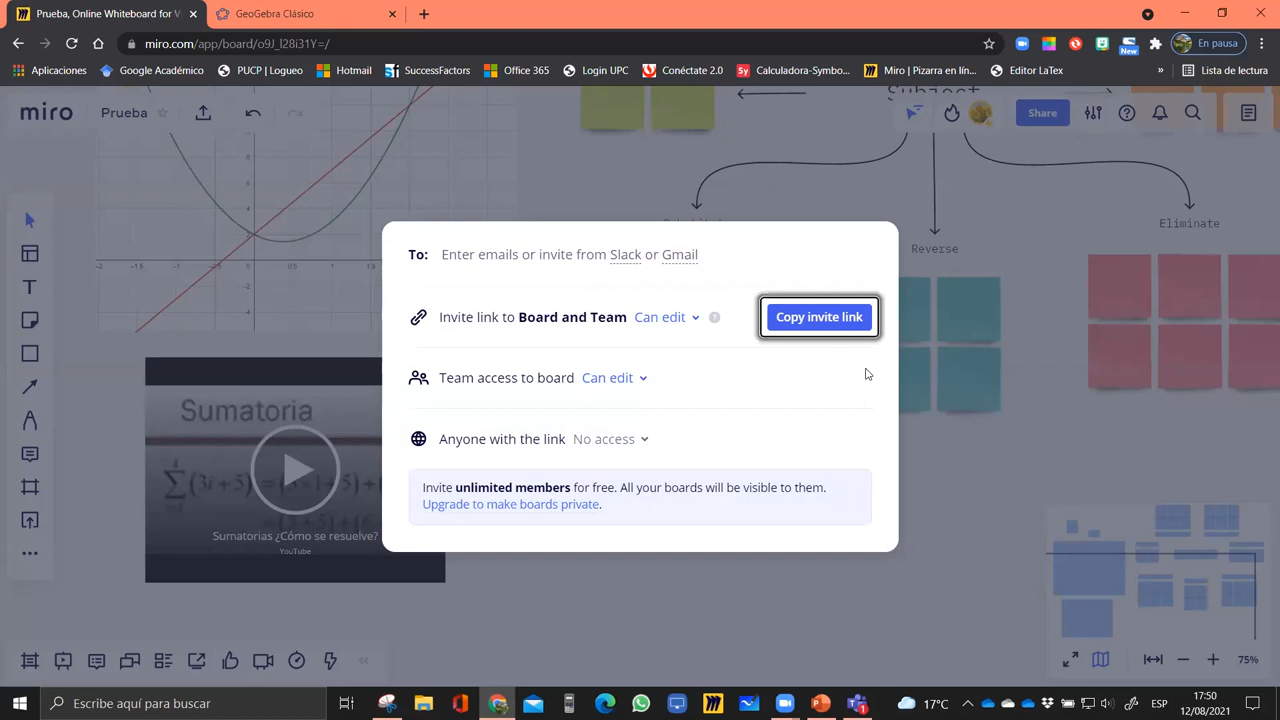 Prueba, Online Whiteboard for V
GeoGebra Clásico
miro.com/app/board/o9J_l28i31Y=/
New
En pausa
Aplicaciones
Google Académico
PUCP | Logueo
Hotmail
SuccessFactors
Office 365
Login UPC
Conéctate 2.0
Calculadora-Symbo...
Miro | Pizarra en lín...
Editor LaTex
Lista de lectura
miro
Prueba
Share
Subject
Eliminate
Reverse
To:
Enter emails or invite from Slack or Gmail
Invite link to Board and Team
Can edit
Copy invite link
Team access to board
Can edit
Anyone with the link
No access
Invite unlimited members for free. All your boards will be visible to them.
Upgrade to make boards private.
Sumatoria
Sumatorias ¿Cómo se resuelve?
YouTube
75%
Escribe aquí para buscar
17°C
ESP
17:50
12/08/2021